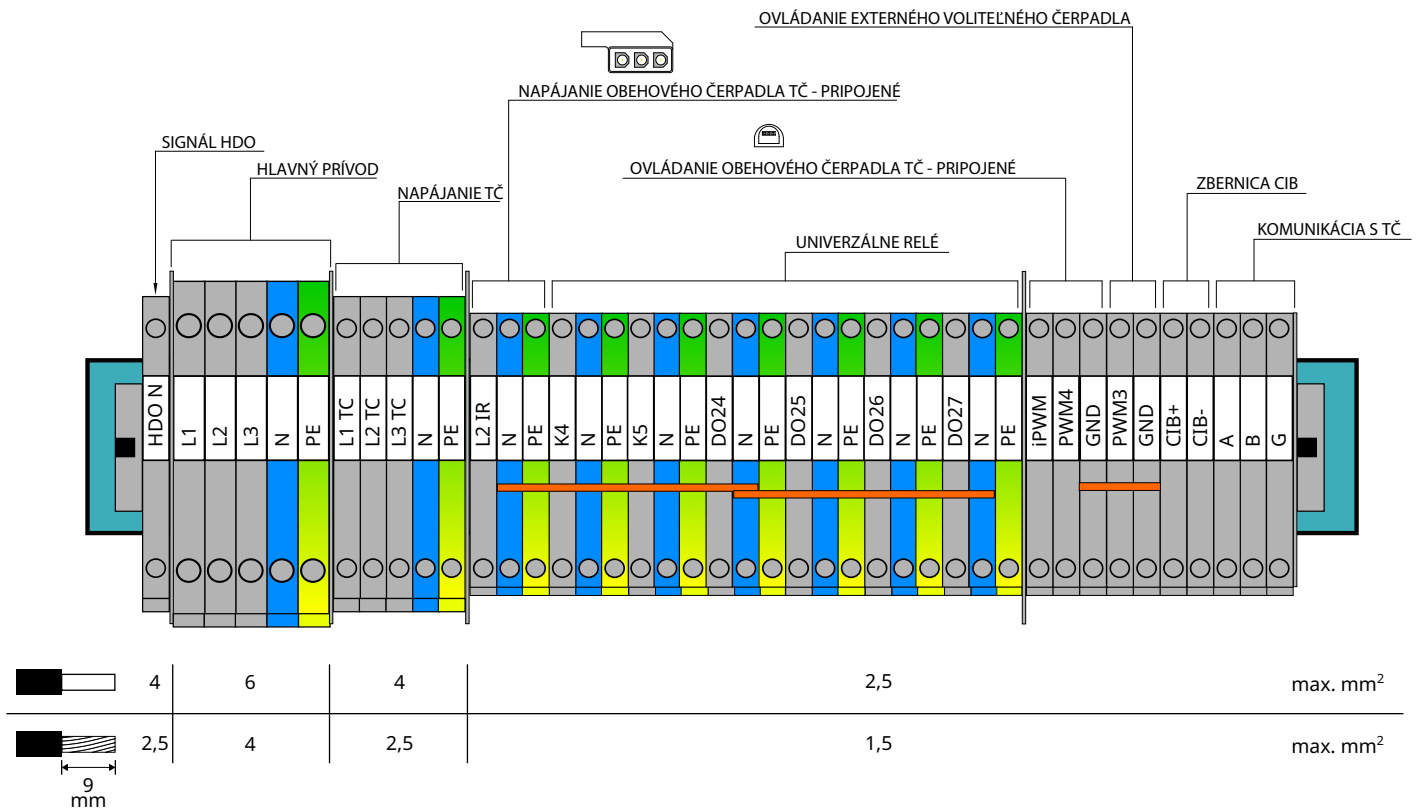 OVLÁDANIE EXTERNÉHO VOLITEĽNÉHO ČERPADLA
NAPÁJANIE OBEHOVÉHO ČERPADLA TČ - PRIPOJENÉ
SIGNÁL HDO
HLAVNÝ PRÍVOD
OVLÁDANIE OBEHOVÉHO ČERPADLA TČ - PRIPOJENÉ
NAPÁJANIE TČ
ZBERNICA CIB
UNIVERZÁLNE RELÉ
KOMUNIKÁCIA S TČ
HDO N
L1
L2
L3
N
PE
L1 TC
L2 TC
L3 TC
N
PE
L2 IR
N
PE
K4
N
PE
K5
N
PE
DO24
N
PE
DO25
N
PE
DO26
N
PE
DO27
N
PE
iPWM
PWM4
GND
PWM3
GND
CIB+
CIB-
A
B
G
4 6 4 2,5 max. mm²
2,5 4 2,5 1,5 max. mm²
9
mm